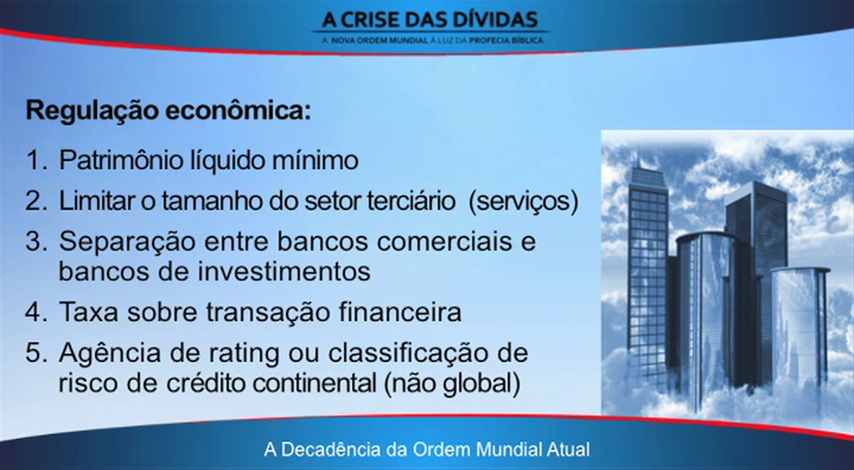 A CRISE DAS DÍVIDAS
A NOVA ORDEM MUNDIAL À LUZ DA PROFECIA BÍBLICA
Regulação econômica:
1. Patrimônio líquido mínimo
2. Limitar o tamanho do setor terciário (serviços)
3. Separação entre bancos comerciais e
bancos de investimentos
4. Taxa sobre transação financeira
5. Agência de rating ou classificação de
risco de crédito continental (não global)
A Decadência da Ordem Mundial Atual